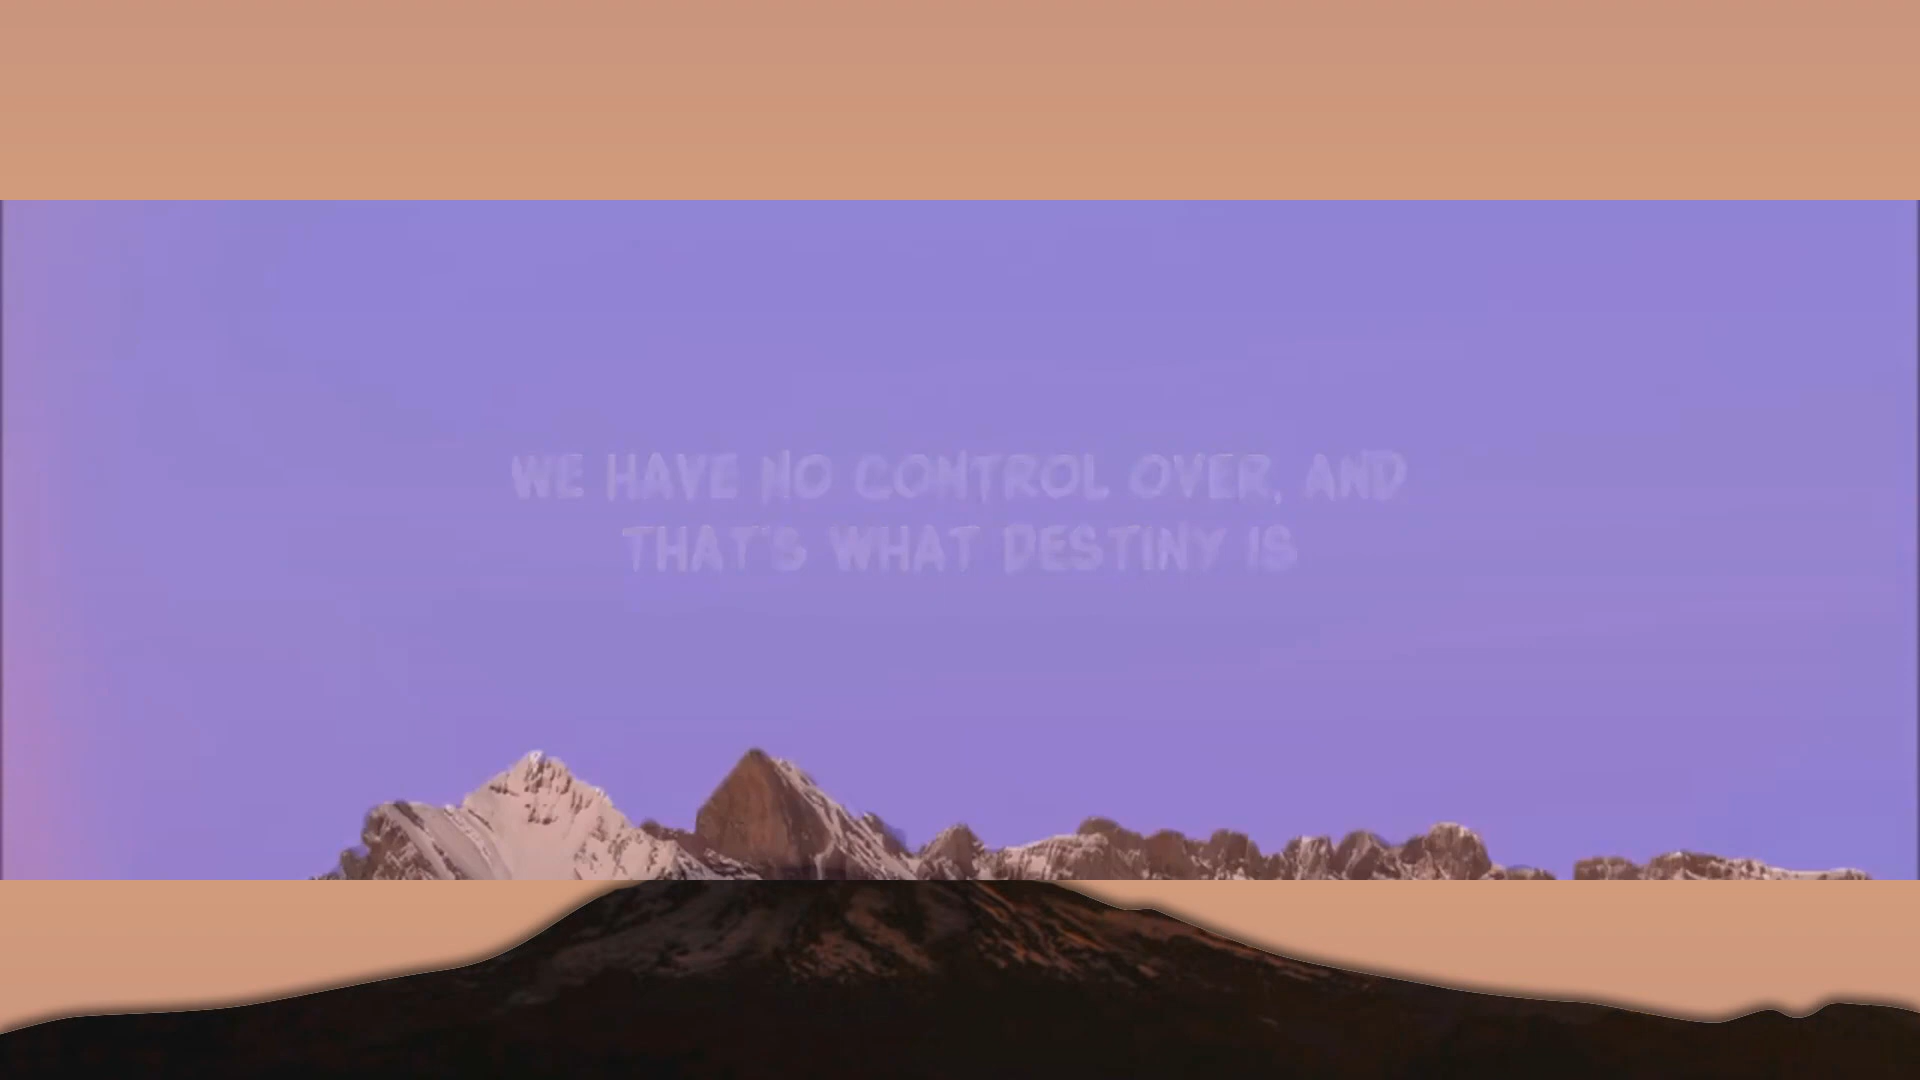 WE HAVE NO CONTROL OVER, AND
THAT'S WHAT DESTINY IS